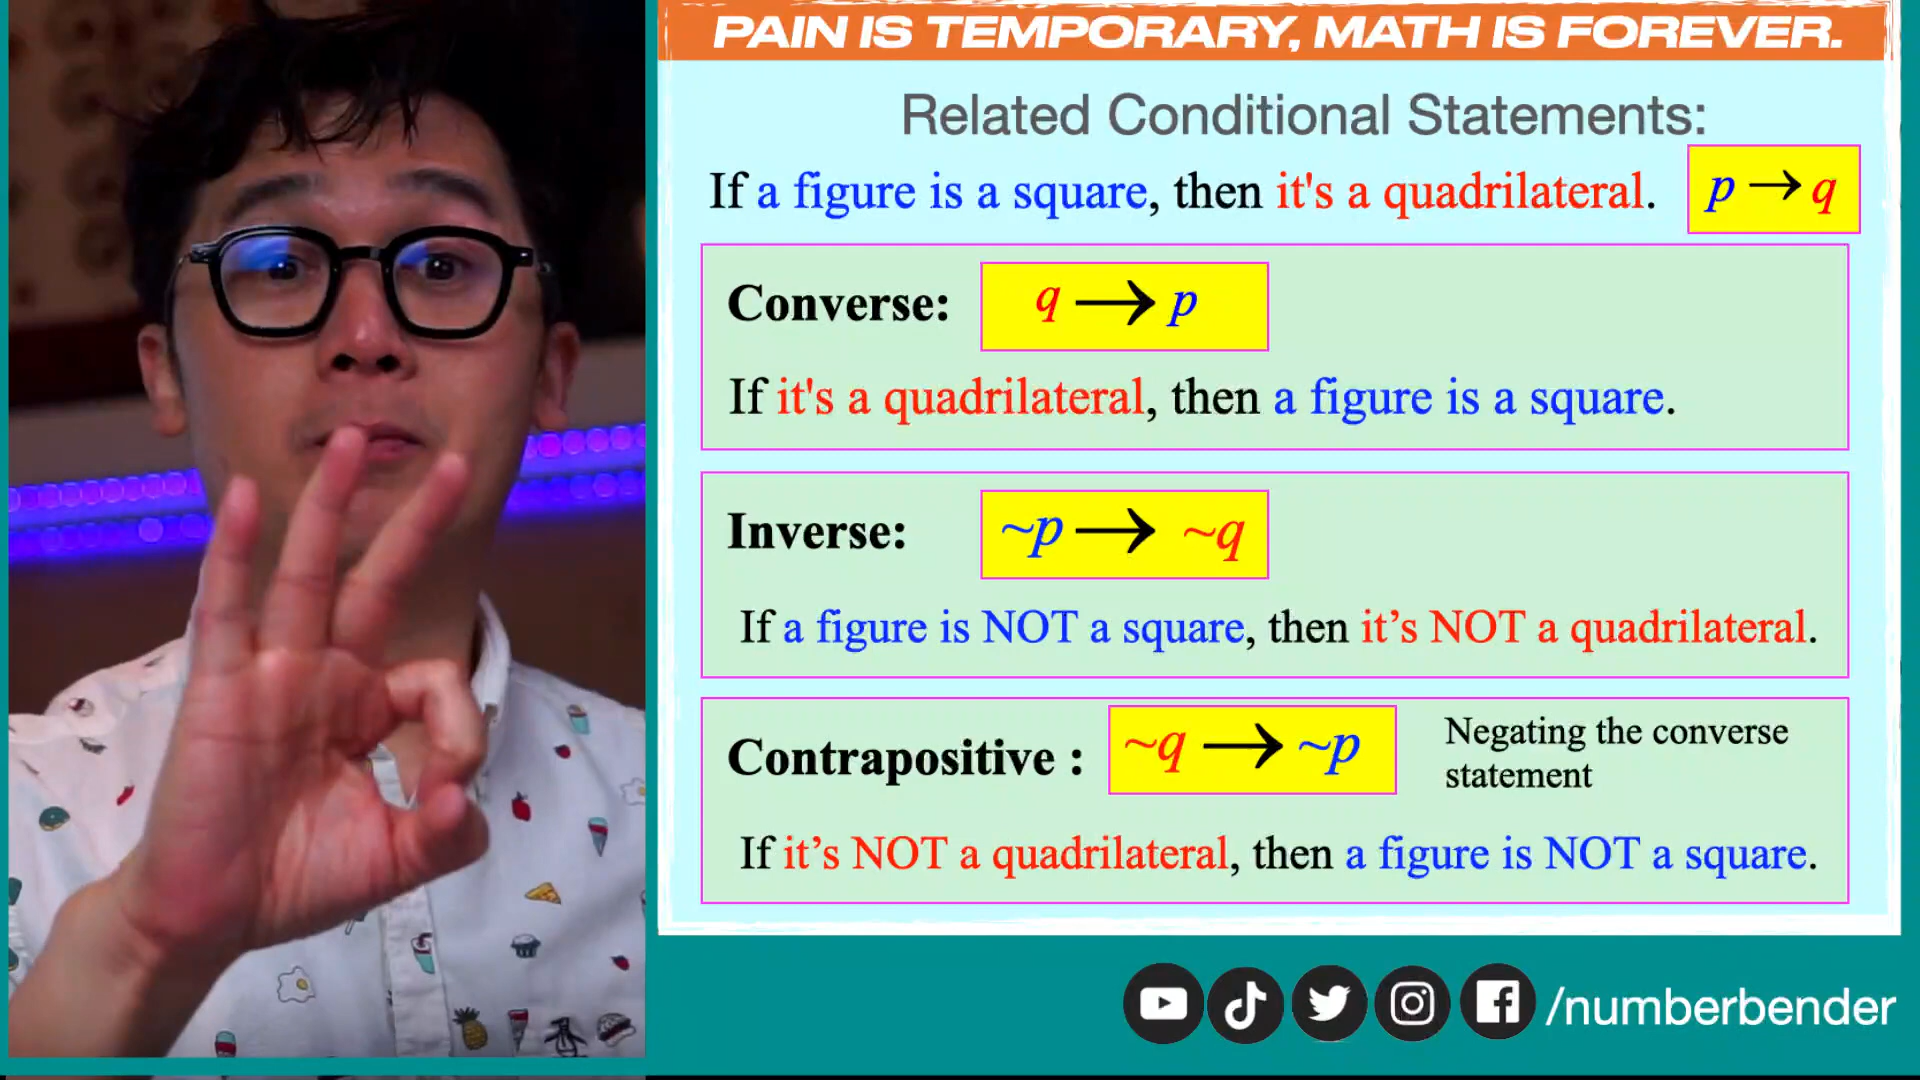 PAIN IS TEMPORARY, MATH IS FOREVER.
Related Conditional Statements:
If a figure is a square, then it's a quadrilateral. p → q
Converse: q → p
If it's a quadrilateral, then a figure is a square.
Inverse: ~p → ~q
If a figure is NOT a square, then it’s NOT a quadrilateral.
Contrapositive : ~q → ~p Negating the converse
statement
If it’s NOT a quadrilateral, then a figure is NOT a square.
/numberbender